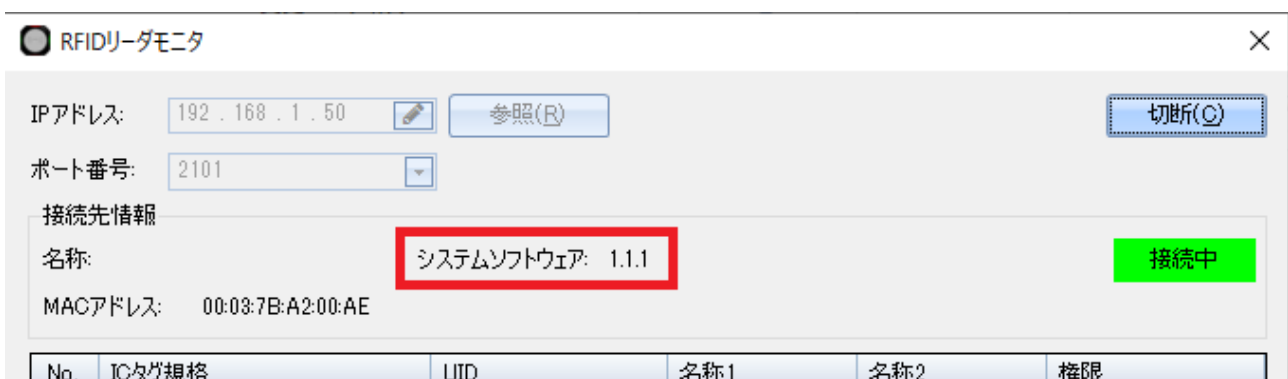 RFIDリーダモニタ
IPアドレス: 192 . 168 . 1 . 50 参照(R) 切断(C)
ポート番号: 2101
接続先情報
名称: システムソフトウェア: 1.1.1 接続中
MACアドレス: 00:03:7B:A2:00:AE
No. ICタグ規格 UID 名称1 名称2 権限